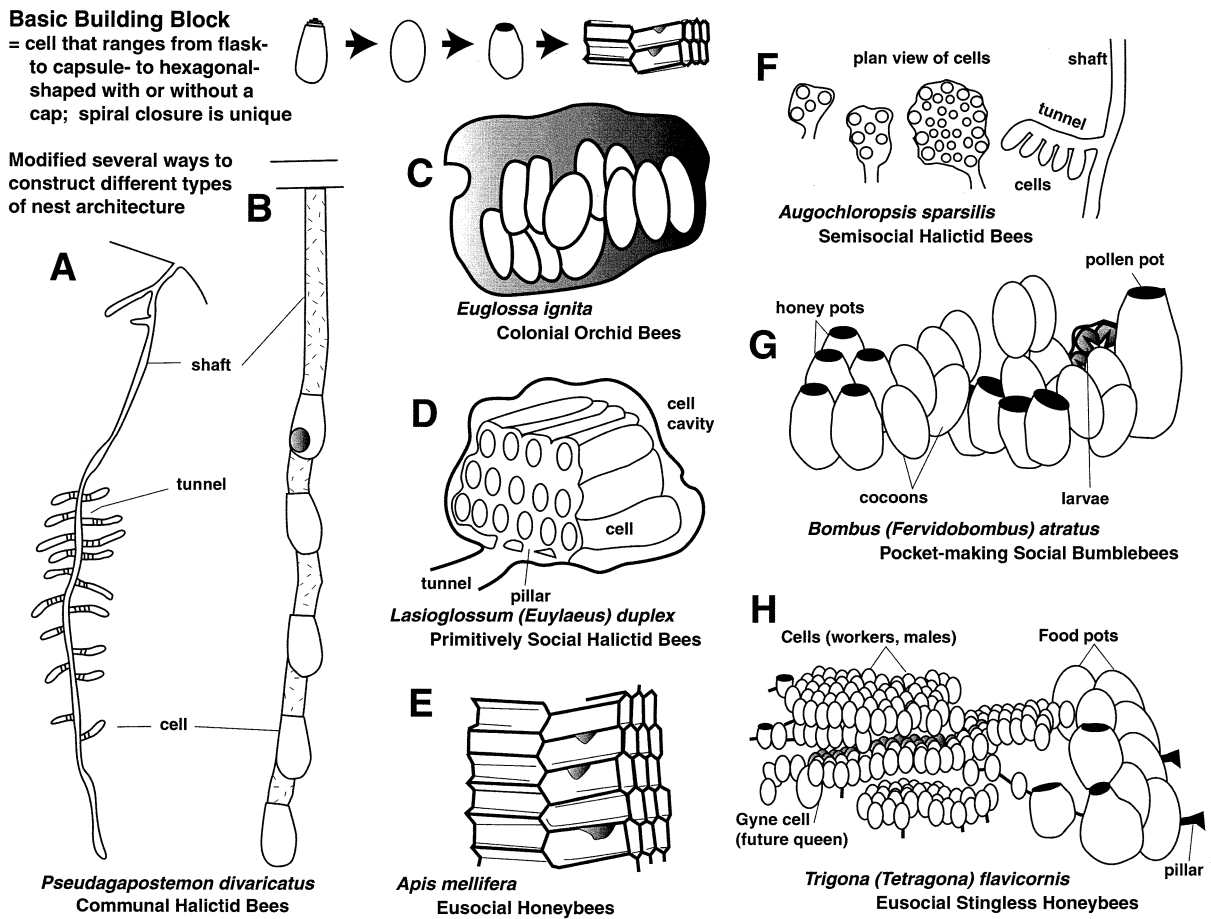 Basic Building Block
= cell that ranges from flask-
to capsule- to hexagonal-
shaped with or without a
cap; spiral closure is unique
Modified several ways to
construct different types
of nest architecture
A
shaft
tunnel
cell
Pseudagapostemon divaricatus
Communal Halictid Bees
B
C
Euglossa ignita
Colonial Orchid Bees
D
cell
cavity
cell
tunnel
pillar
Lasioglossum (Euylaeus) duplex
Primitively Social Halictid Bees
E
Apis mellifera
Eusocial Honeybees
F
plan view of cells
shaft
tunnel
cells
Augochloropsis sparsilis
Semisocial Halictid Bees
pollen pot
honey pots
G
cocoons
larvae
Bombus (Fervidobombus) atratus
Pocket-making Social Bumblebees
H
Cells (workers, males)
Food pots
Gyne cell
(future queen)
pillar
Trigona (Tetragona) flavicornis
Eusocial Stingless Honeybees